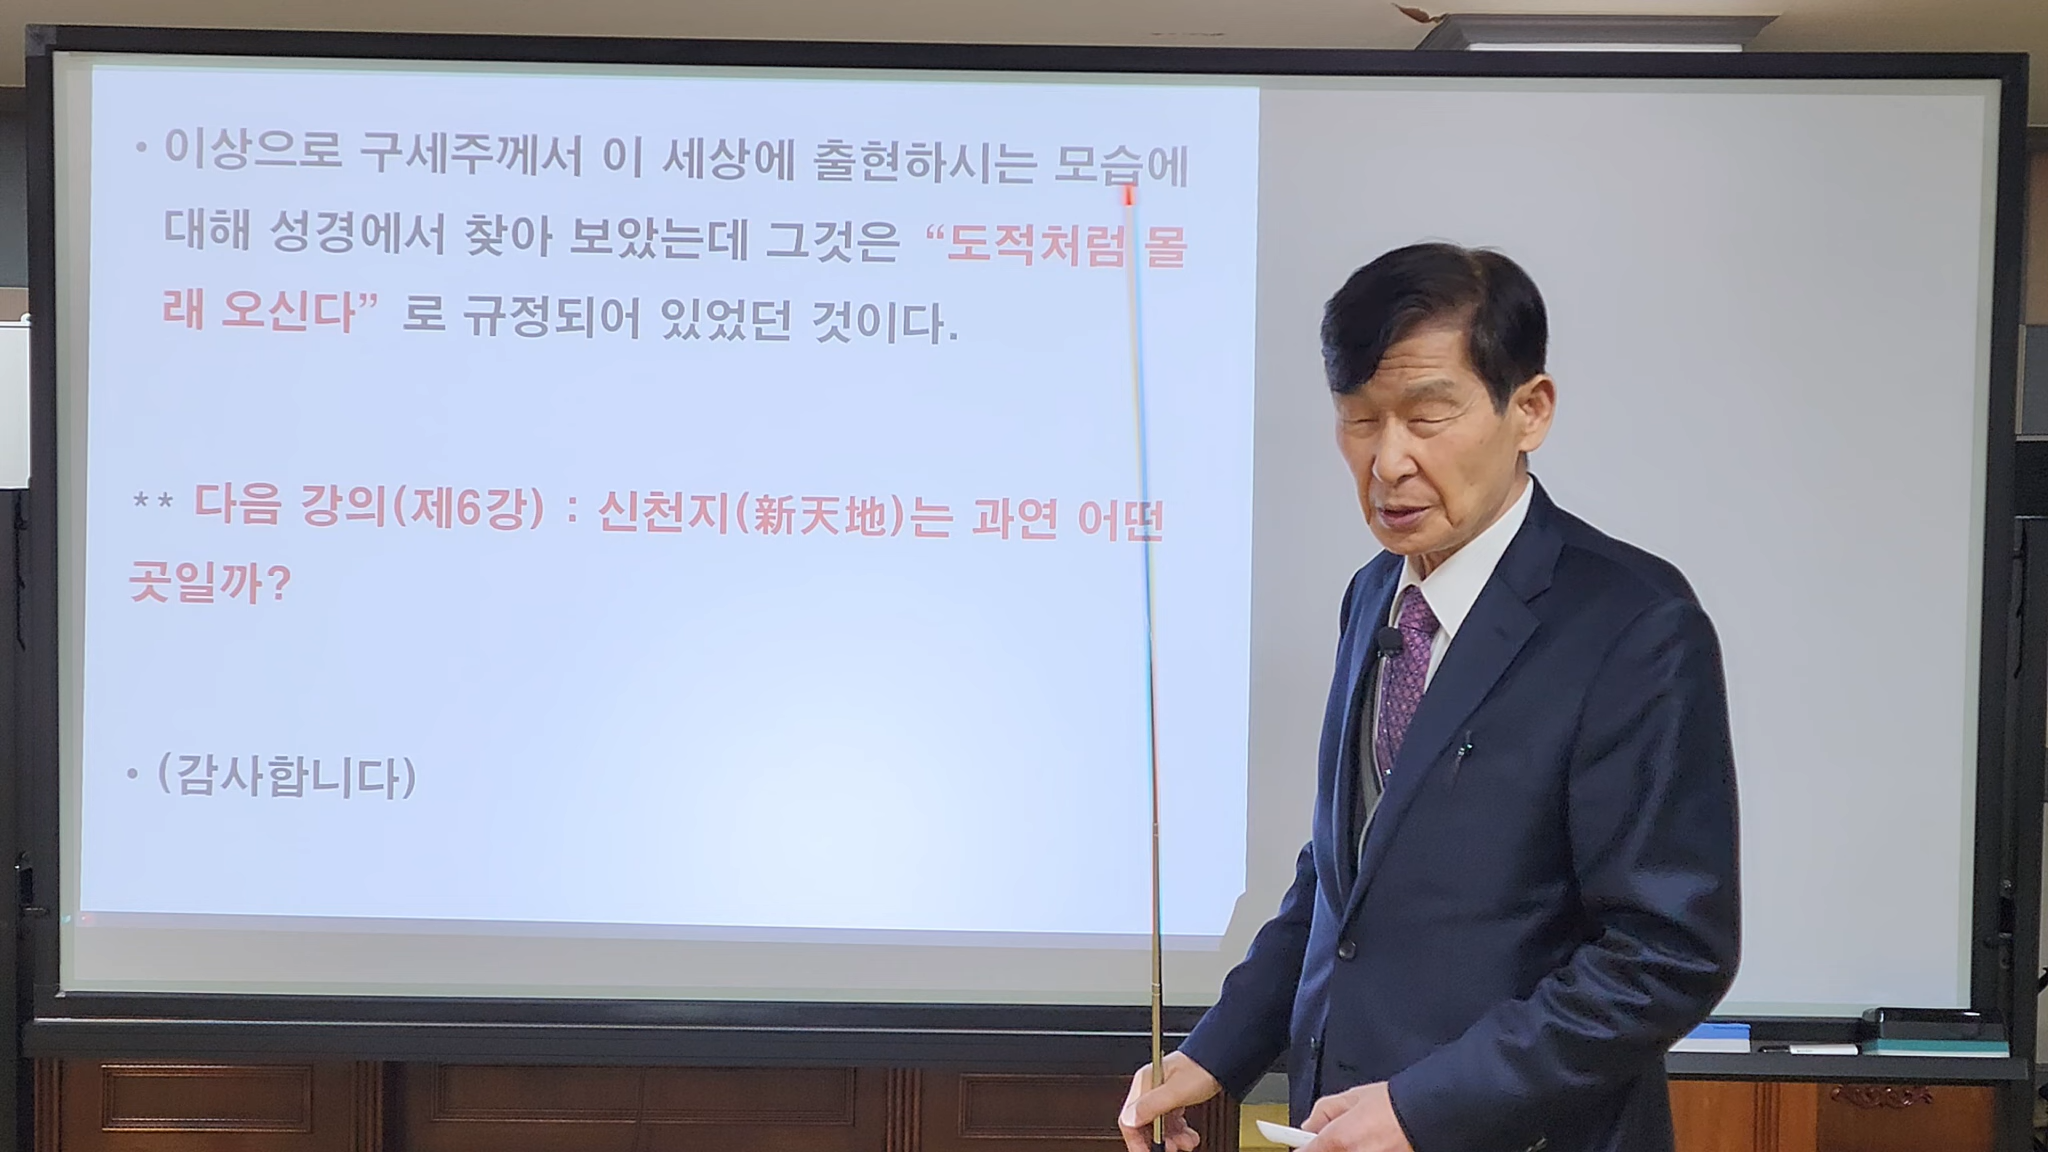 • 이상으로 구세주께서 이 세상에 출현하시는 모습에
대해 성경에서 찾아 보았는데 그것은 “도적처럼 몰
래 오신다” 로 규정되어 있었던 것이다.
** 다음 강의(제6강) : 신천지(新天地)는 과연 어떤
곳일까?
• (감사합니다)